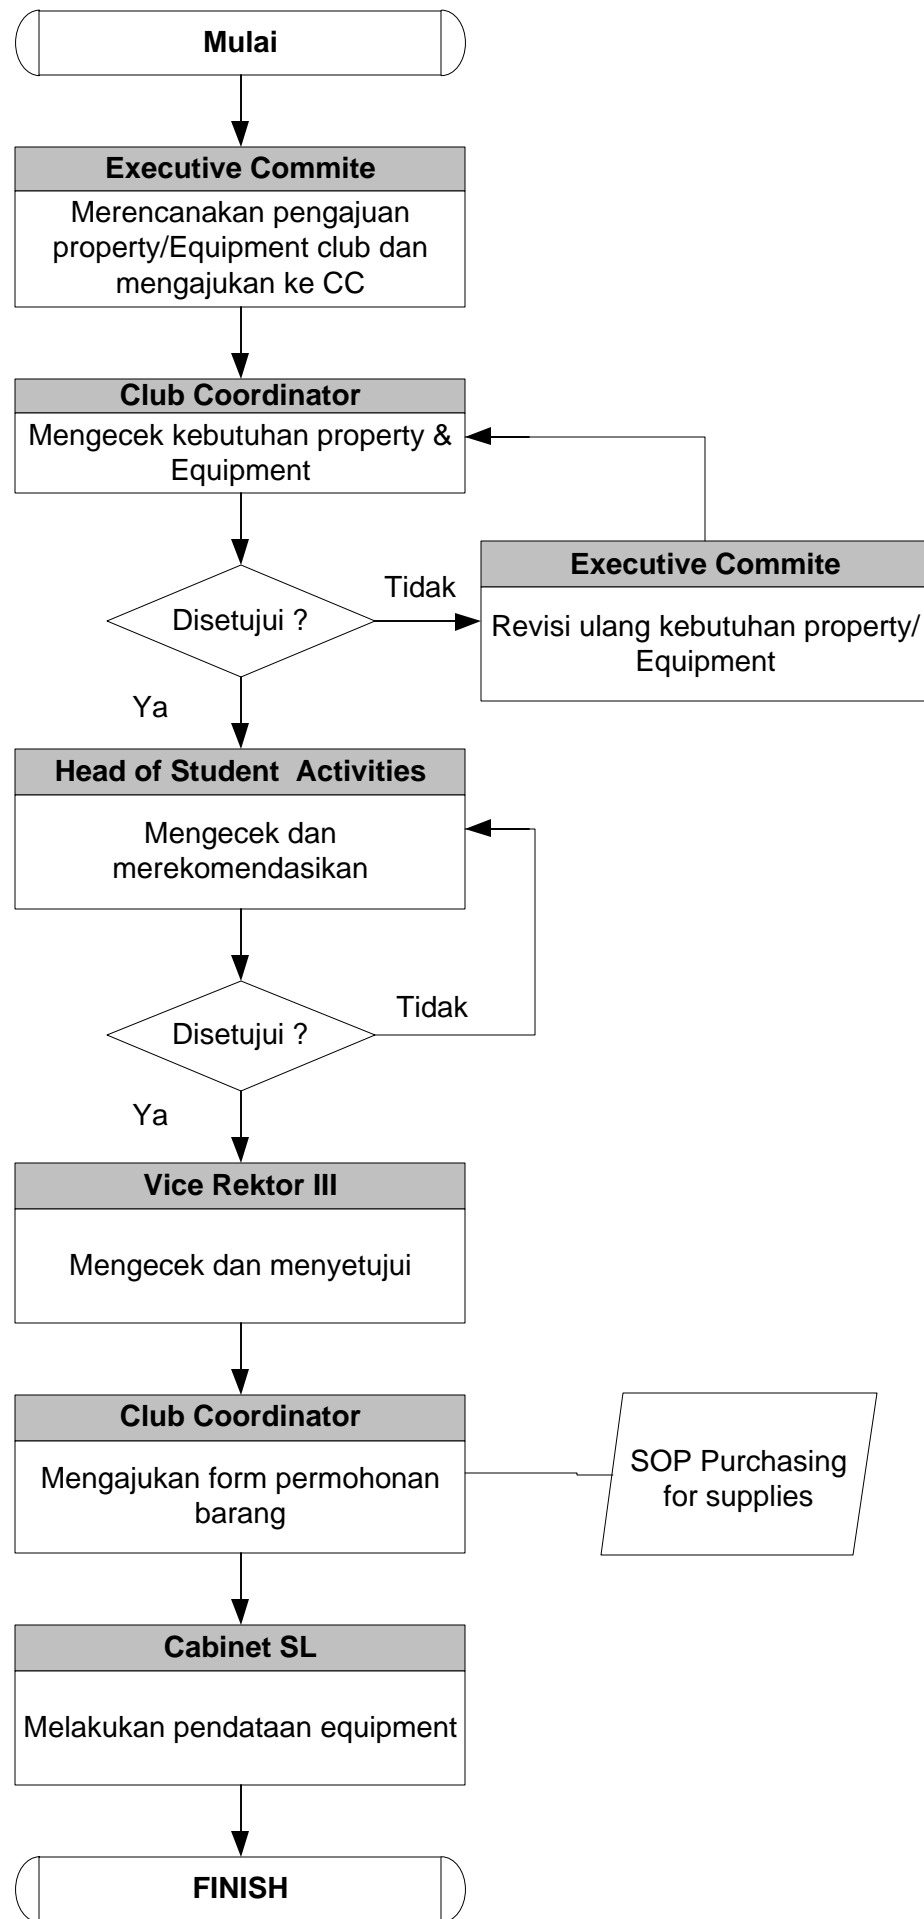 Mulai
Executive Commite
Merencanakan pengajuan
property/Equipment club dan
mengajukan ke CC
Club Coordinator
Mengecek kebutuhan property &
Equipment
Disetujui ?
Tidak
Executive Commite
Revisi ulang kebutuhan property/
Equipment
Ya
Head of Student  Activities
Mengecek dan
merekomendasikan
Disetujui ?
Tidak
Ya
Vice Rektor III
Mengecek dan menyetujui
Club Coordinator
Mengajukan form permohonan
barang
SOP Purchasing
for supplies
Cabinet SL
Melakukan pendataan equipment
FINISH